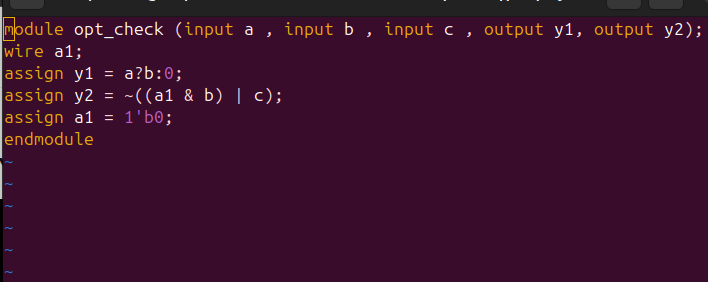 module opt_check (input a , input b , input c , output y1, output y2);
wire a1;
assign y1 = a?b:0;
assign y2 = ~((a1 & b) | c);
assign a1 = 1'b0;
endmodule
~
~
~
~
~
~